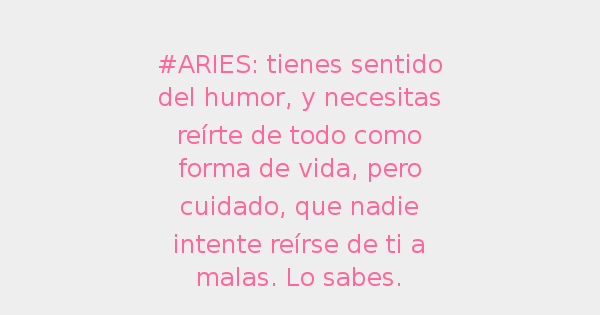 #ARIES: tienes sentido
del humor, y necesitas
reírte de todo como
forma de vida, pero
cuidado, que nadie
intente reírse de ti a
malas. Lo sabes.